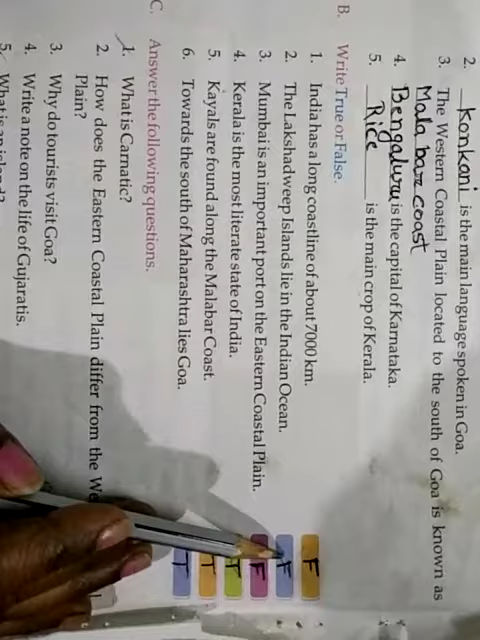 2. Konkani is the main language spoken in Goa.
3. The Western Coastal Plain located to the south of Goa is known as
Malabar coast
4. Bengaluru is the capital of Karnataka.
5. Rice is the main crop of Kerala.
B. Write True or False.
1. India has a long coastline of about 7000 km. F
2. The Lakshadweep Islands lie in the Indian Ocean. F
3. Mumbai is an important port on the Eastern Coastal Plain. F
4. Kerala is the most literate state of India. T
5. Kayals are found along the Malabar Coast. T
6. Towards the south of Maharashtra lies Goa. T
C. Answer the following questions.
1. What is Carnatic?
2. How does the Eastern Coastal Plain differ from the We
Plain?
3. Why do tourists visit Goa?
4. Write a note on the life of Gujaratis.
5. What is an island?